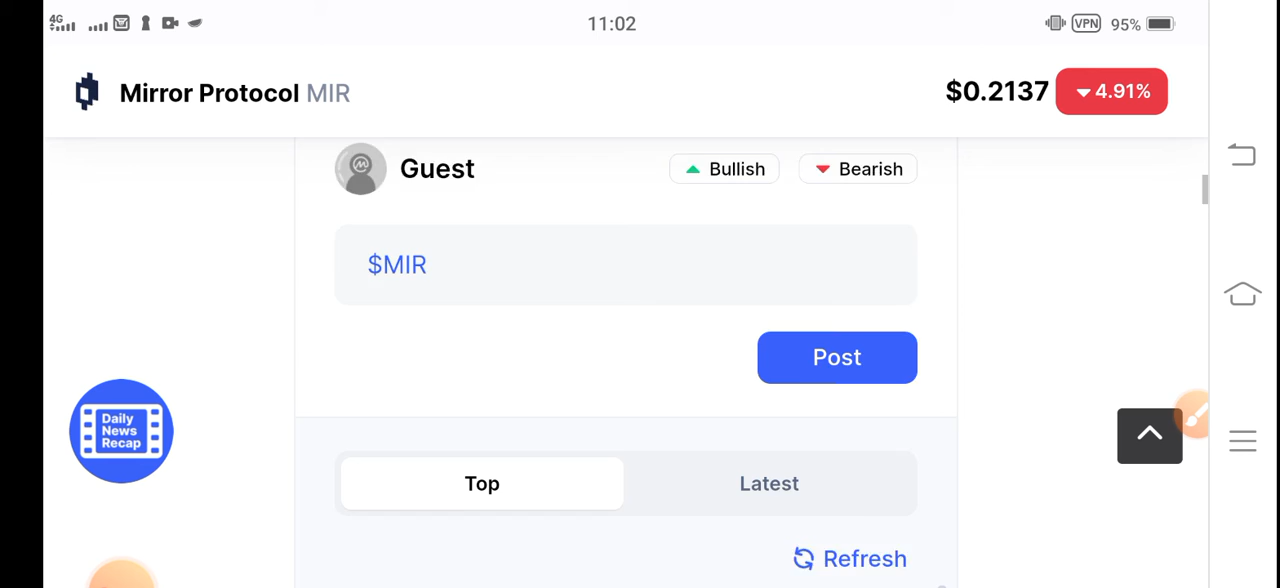 4G 11:02 VPN 95%
Mirror Protocol MIR $0.2137 4.91%
Guest Bullish Bearish
$MIR
Post
Daily
News
Recap
Top Latest
Refresh